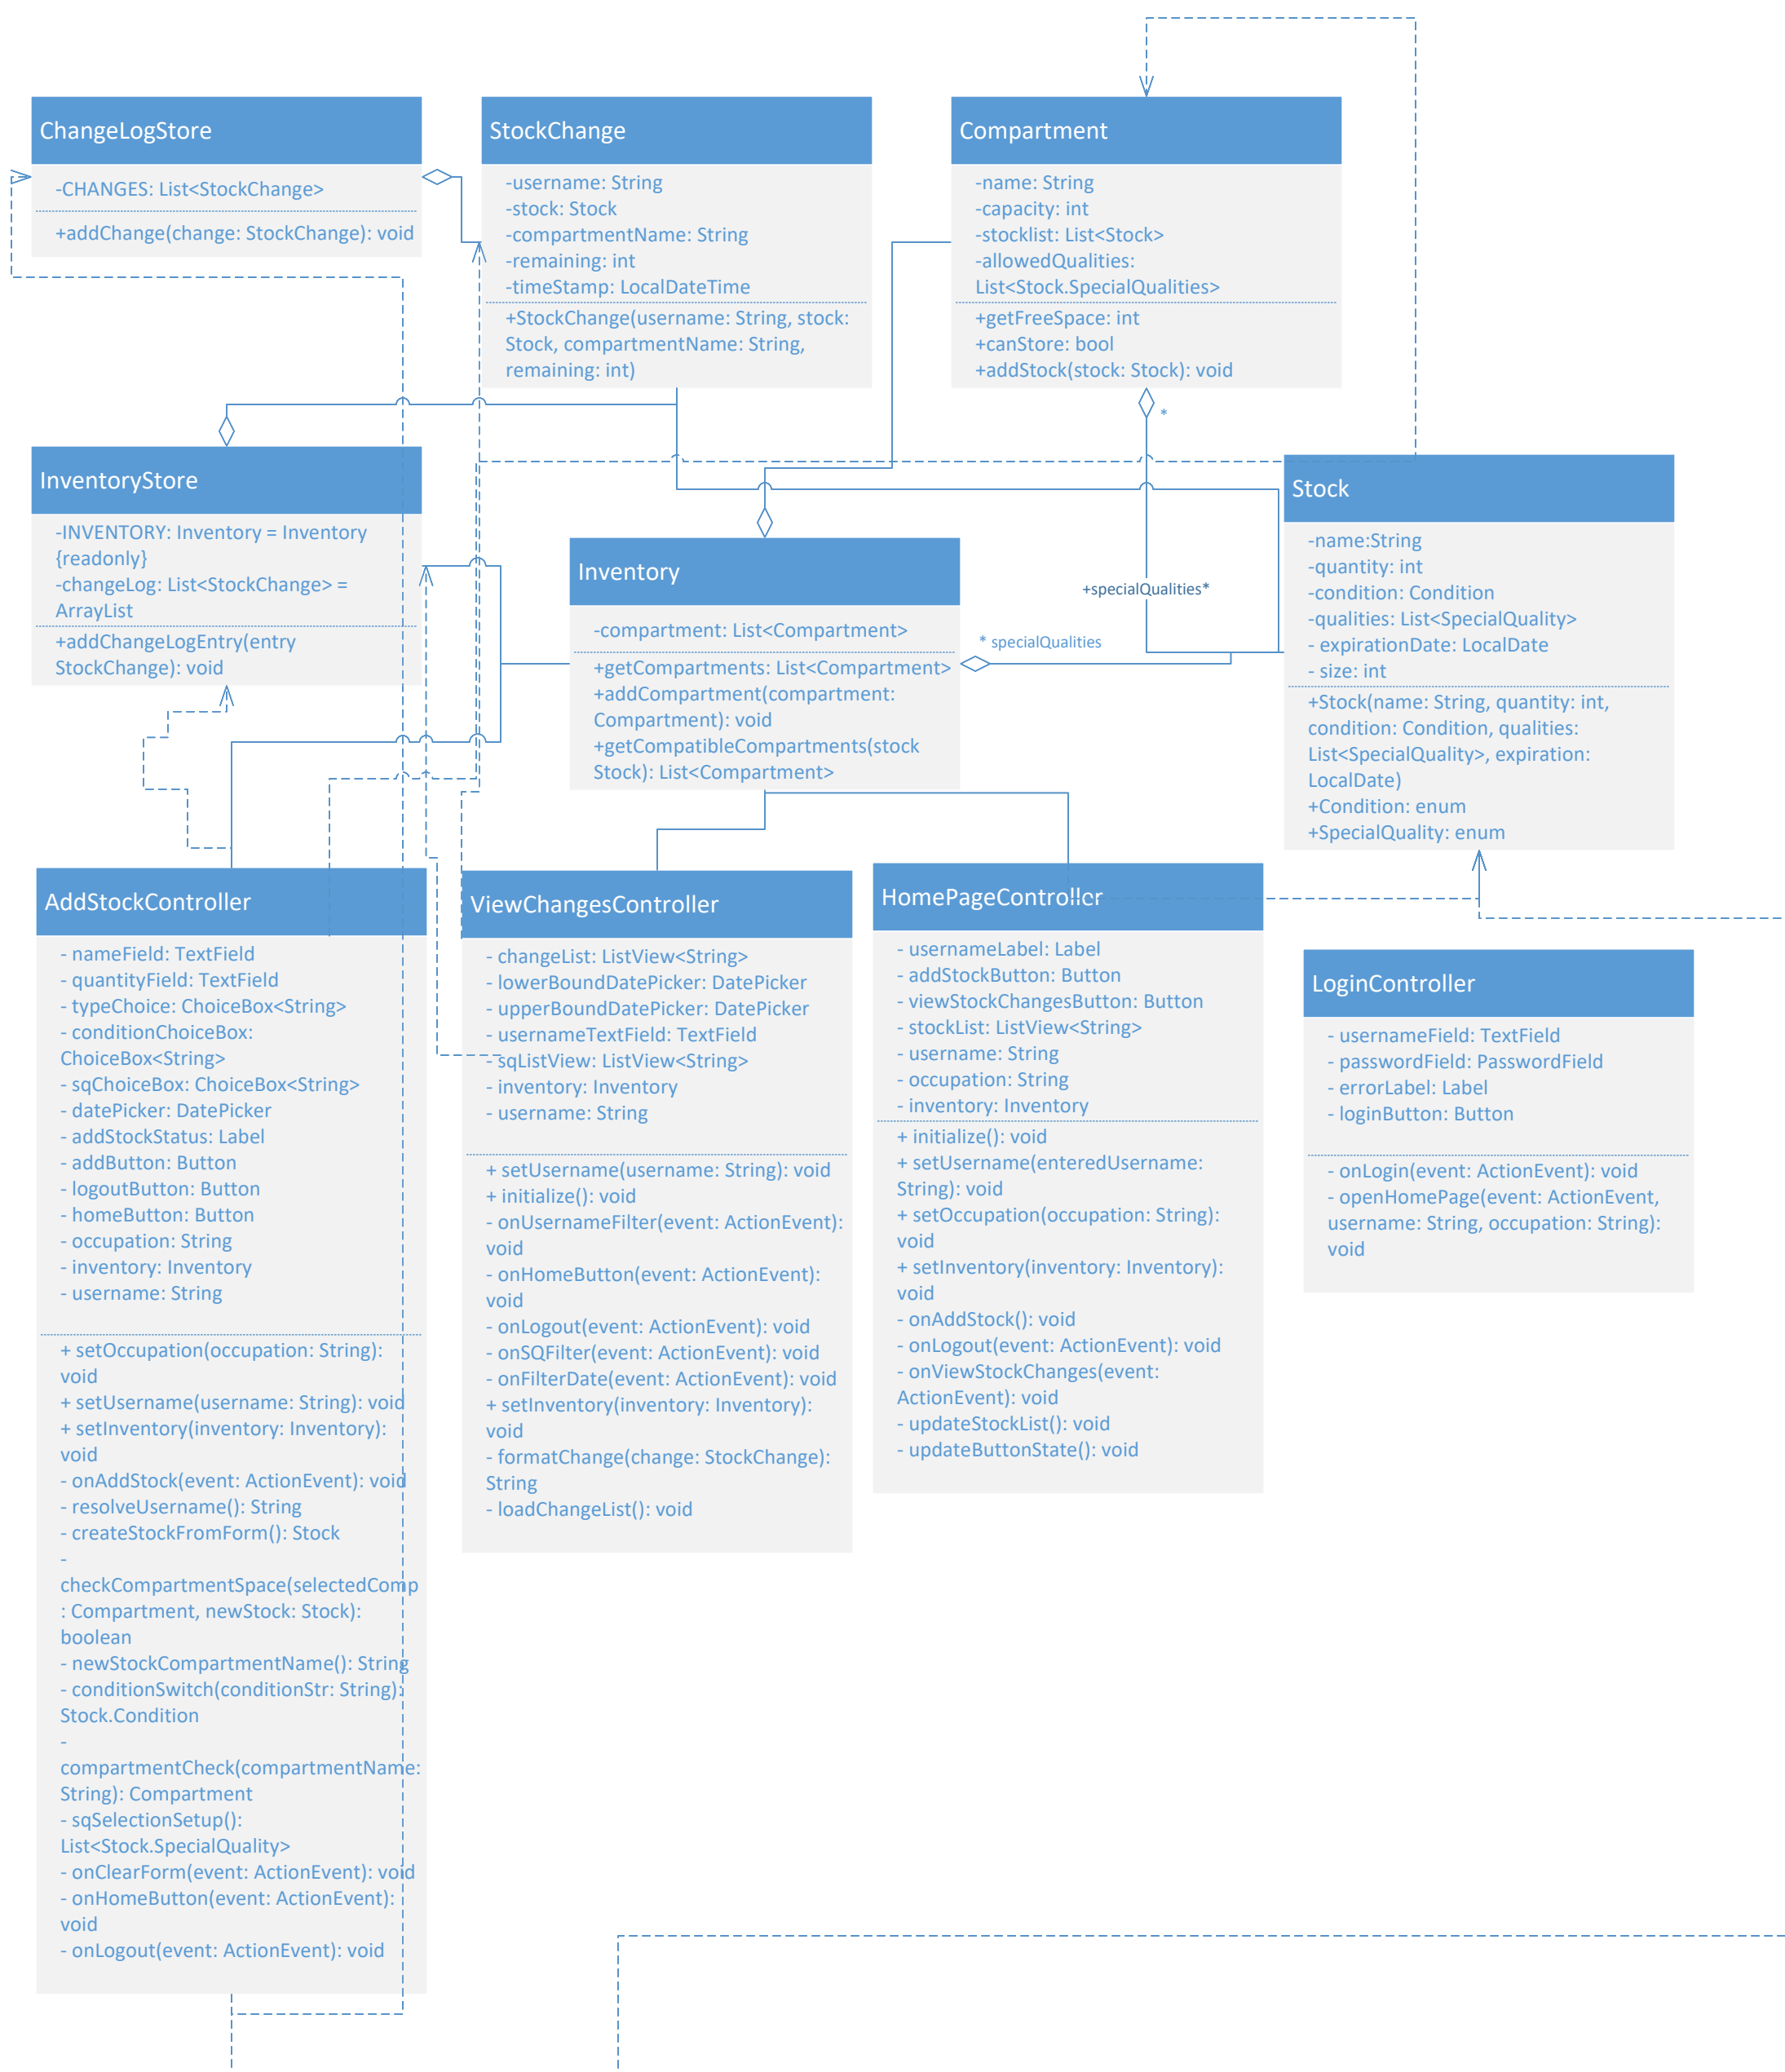 ChangeLogStore
-CHANGES: List<StockChange>
+addChange(change: StockChange): void
StockChange
-username: String
-stock: Stock
-compartmentName: String
-remaining: int
-timeStamp: LocalDateTime
+StockChange(username: String, stock:
Stock, compartmentName: String,
remaining: int)
Compartment
-name: String
-capacity: int
-stocklist: List<Stock>
-allowedQualities:
List<Stock.SpecialQualities>
+getFreeSpace: int
+canStore: bool
+addStock(stock: Stock): void
*
InventoryStore
-INVENTORY: Inventory = Inventory
{readonly}
-changeLog: List<StockChange> =
ArrayList
+addChangeLogEntry(entry
StockChange): void
Inventory
-compartment: List<Compartment>
+getCompartments: List<Compartment>
+addCompartment(compartment:
Compartment): void
+getCompatibleCompartments(stock
Stock): List<Compartment>
+specialQualities*
* specialQualities
Stock
-name:String
-quantity: int
-condition: Condition
-qualities: List<SpecialQuality>
- expirationDate: LocalDate
- size: int
+Stock(name: String, quantity: int,
condition: Condition, qualities:
List<SpecialQuality>, expiration:
LocalDate)
+Condition: enum
+SpecialQuality: enum
AddStockController
- nameField: TextField
- quantityField: TextField
- typeChoice: ChoiceBox<String>
- conditionChoiceBox:
ChoiceBox<String>
- sqChoiceBox: ChoiceBox<String>
- datePicker: DatePicker
- addStockStatus: Label
- addButton: Button
- logoutButton: Button
- homeButton: Button
- occupation: String
- inventory: Inventory
- username: String
+ setOccupation(occupation: String):
void
+ setUsername(username: String): void
+ setInventory(inventory: Inventory):
void
- onAddStock(event: ActionEvent): void
- resolveUsername(): String
- createStockFromForm(): Stock
-
checkCompartmentSpace(selectedComp
: Compartment, newStock: Stock):
boolean
- newStockCompartmentName(): String
- conditionSwitch(conditionStr: String):
Stock.Condition
-
compartmentCheck(compartmentName:
String): Compartment
- sqSelectionSetup():
List<Stock.SpecialQuality>
- onClearForm(event: ActionEvent): void
- onHomeButton(event: ActionEvent):
void
- onLogout(event: ActionEvent): void
ViewChangesController
- changeList: ListView<String>
- lowerBoundDatePicker: DatePicker
- upperBoundDatePicker: DatePicker
- usernameTextField: TextField
- sqListView: ListView<String>
- inventory: Inventory
- username: String
+ setUsername(username: String): void
+ initialize(): void
- onUsernameFilter(event: ActionEvent):
void
- onHomeButton(event: ActionEvent):
void
- onLogout(event: ActionEvent): void
- onSQFilter(event: ActionEvent): void
- onFilterDate(event: ActionEvent): void
+ setInventory(inventory: Inventory):
void
- formatChange(change: StockChange):
String
- loadChangeList(): void
HomePageController
- usernameLabel: Label
- addStockButton: Button
- viewStockChangesButton: Button
- stockList: ListView<String>
- username: String
- occupation: String
- inventory: Inventory
+ initialize(): void
+ setUsername(enteredUsername:
String): void
+ setOccupation(occupation: String):
void
+ setInventory(inventory: Inventory):
void
- onAddStock(): void
- onLogout(event: ActionEvent): void
- onViewStockChanges(event:
ActionEvent): void
- updateStockList(): void
- updateButtonState(): void
LoginController
- usernameField: TextField
- passwordField: PasswordField
- errorLabel: Label
- loginButton: Button
- onLogin(event: ActionEvent): void
- openHomePage(event: ActionEvent,
username: String, occupation: String):
void